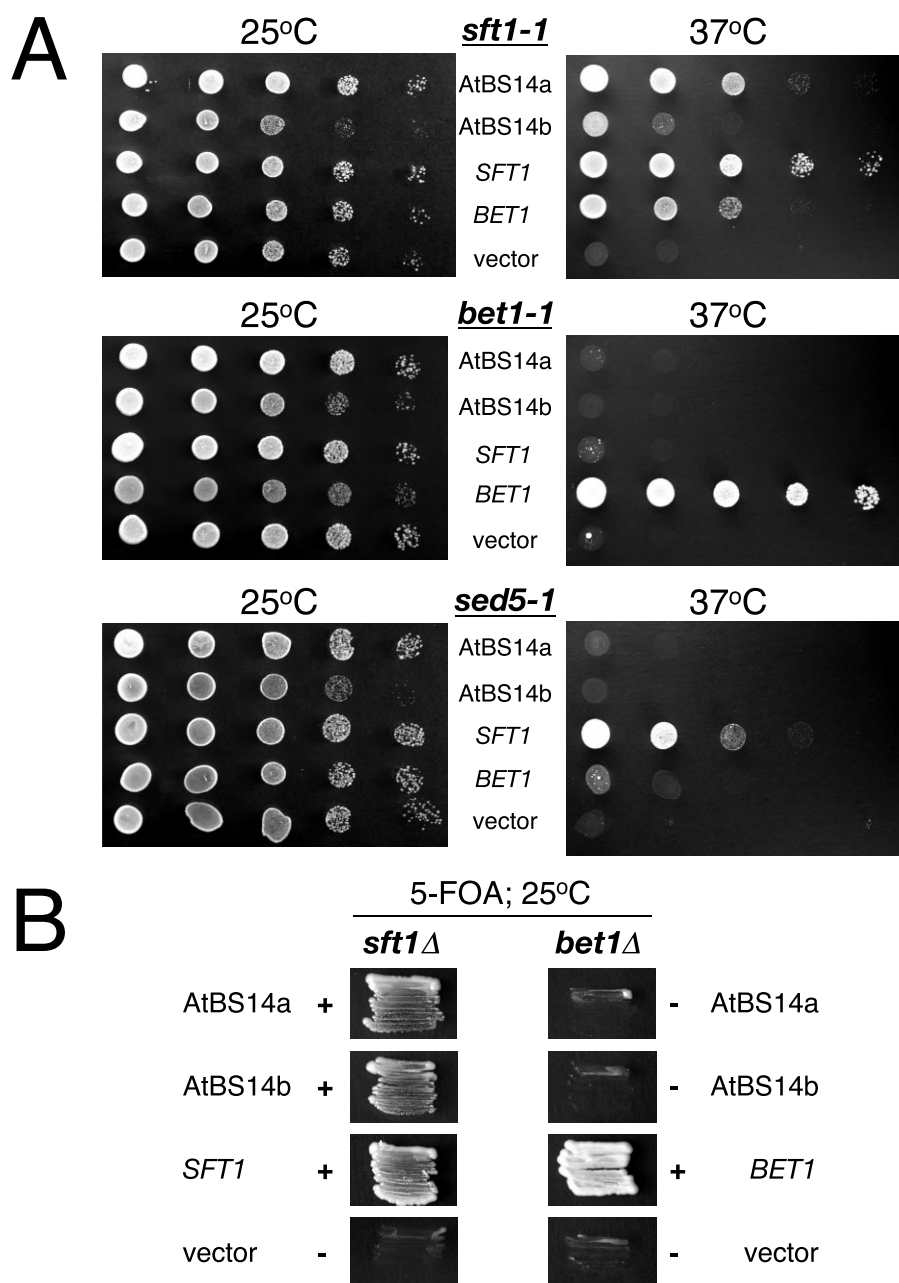 A
25°C sft1-1 37°C
AtBS14a
AtBS14b
SFT1
BET1
vector
25°C bet1-1 37°C
AtBS14a
AtBS14b
SFT1
BET1
vector
25°C sed5-1 37°C
AtBS14a
AtBS14b
SFT1
BET1
vector
B
5-FOA; 25°C
sft1Δ bet1Δ
AtBS14a + - AtBS14a
AtBS14b + - AtBS14b
SFT1 + + BET1
vector - - vector